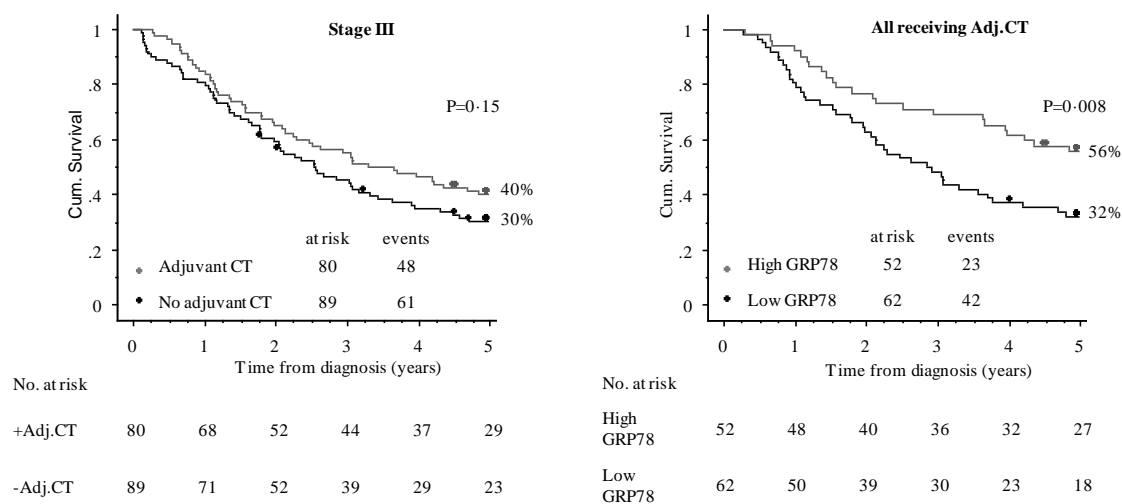 Stage III
1
.8
.6
.4
.2
0
Cum. Survival
P=0·15
40%
30%
at risk events
Adjuvant CT 80 48
No adjuvant CT 89 61
0 1 2 3 4 5
Time from diagnosis (years)
No. at risk
+Adj.CT 80 68 52 44 37 29
-Adj.CT 89 71 52 39 29 23
All receiving Adj.CT
1
.8
.6
.4
.2
0
Cum. Survival
P=0·008
56%
32%
at risk events
High GRP78 52 23
Low GRP78 62 42
0 1 2 3 4 5
Time from diagnosis (years)
No. at risk
High
GRP78 52 48 40 36 32 27
Low
GRP78 62 50 39 30 23 18